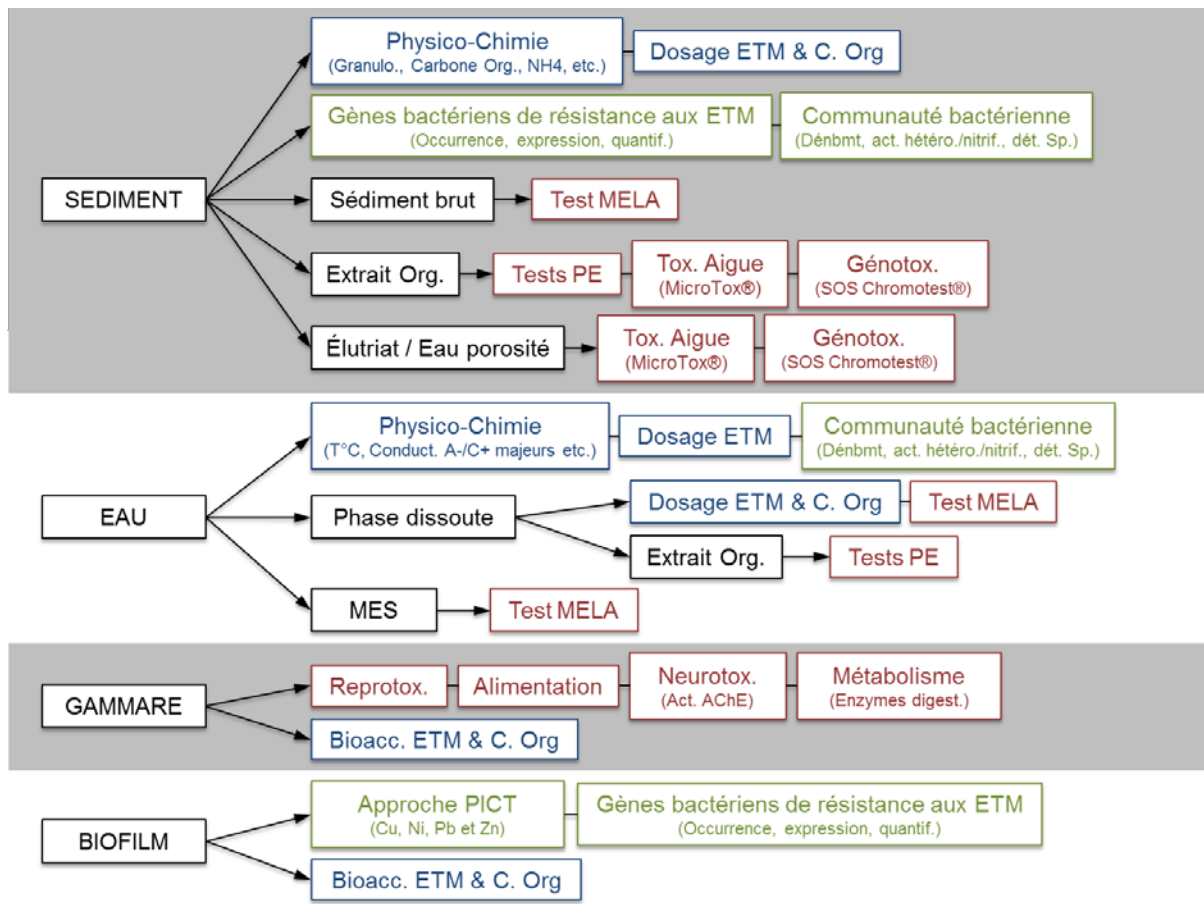 Physico-Chimie
(Granulo., Carbone Org., NH4, etc.)
Dosage ETM & C. Org
Gènes bactériens de résistance aux ETM
(Occurrence, expression, quantif.)
Communauté bactérienne
(Dénbmt, act. hétéro./nitrif., dét. Sp.)
SEDIMENT
Sédiment brut
Test MELA
Extrait Org.
Tests PE
Tox. Aigue
(MicroTox®)
Génotox.
(SOS Chromotest®)
Élutriat / Eau porosité
Tox. Aigue
(MicroTox®)
Génotox.
(SOS Chromotest®)
Physico-Chimie
(T°C, Conduct. A-/C+ majeurs etc.)
Dosage ETM
Communauté bactérienne
(Dénbmt, act. hétéro./nitrif., dét. Sp.)
EAU
Phase dissoute
Dosage ETM & C. Org
Test MELA
Extrait Org.
Tests PE
MES
Test MELA
GAMMARE
Reprotox.
Alimentation
Neurotox.
(Act. AChE)
Métabolisme
(Enzymes digest.)
Bioacc. ETM & C. Org
BIOFILM
Approche PICT
(Cu, Ni, Pb et Zn)
Gènes bactériens de résistance aux ETM
(Occurrence, expression, quantif.)
Bioacc. ETM & C. Org